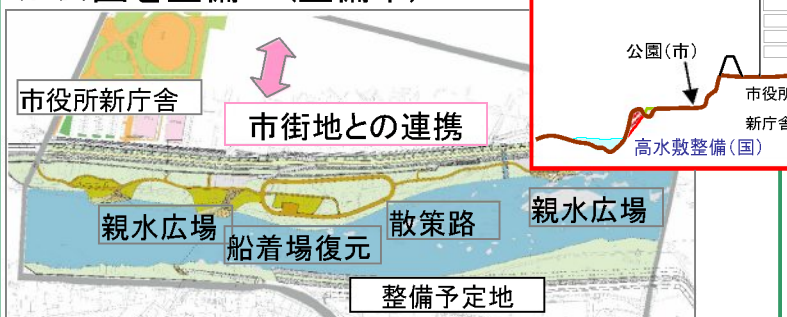 市役所新庁舎
市街地との連携
親水広場
船着場復元
散策路
親水広場
整備予定地
公園(市)
高水敷整備(国)
市役所
新庁舎